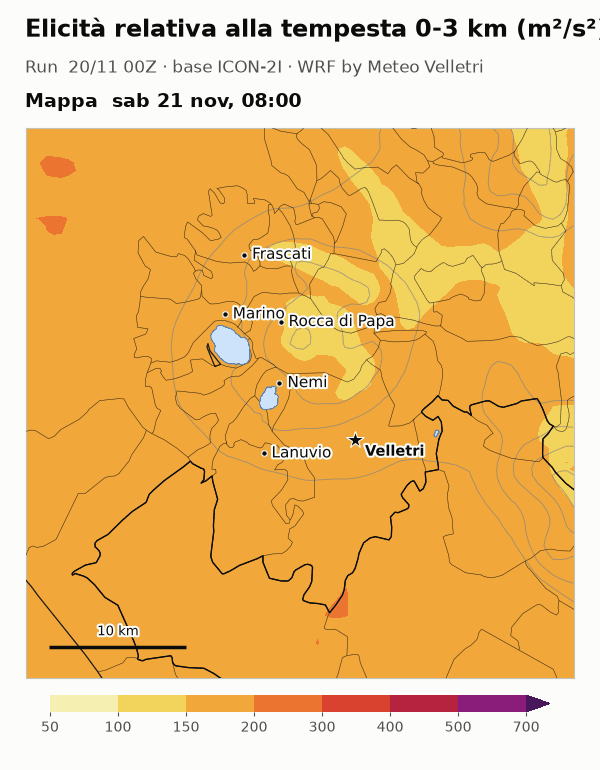 Elicità relativa alla tempesta 0-3 km (m²/s²)
Run 20/11 00Z · base ICON-2I · WRF by Meteo Velletri
Mappa sab 21 nov, 08:00
Frascati
Marino
Rocca di Papa
Nemi
Velletri
Lanuvio
10 km
50 100 150 200 300 400 500 700